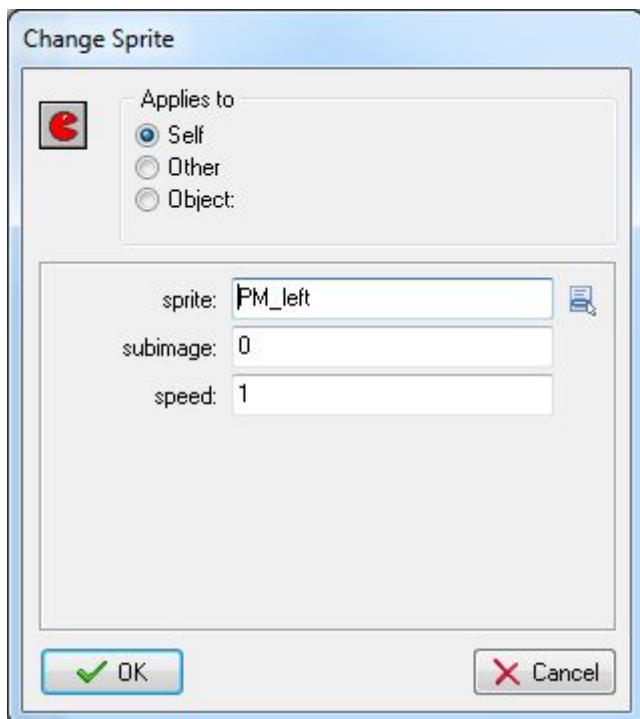 Change Sprite
Applies to
Self
Other
Object:
sprite: PM_left
subimage: 0
speed: 1
OK Cancel